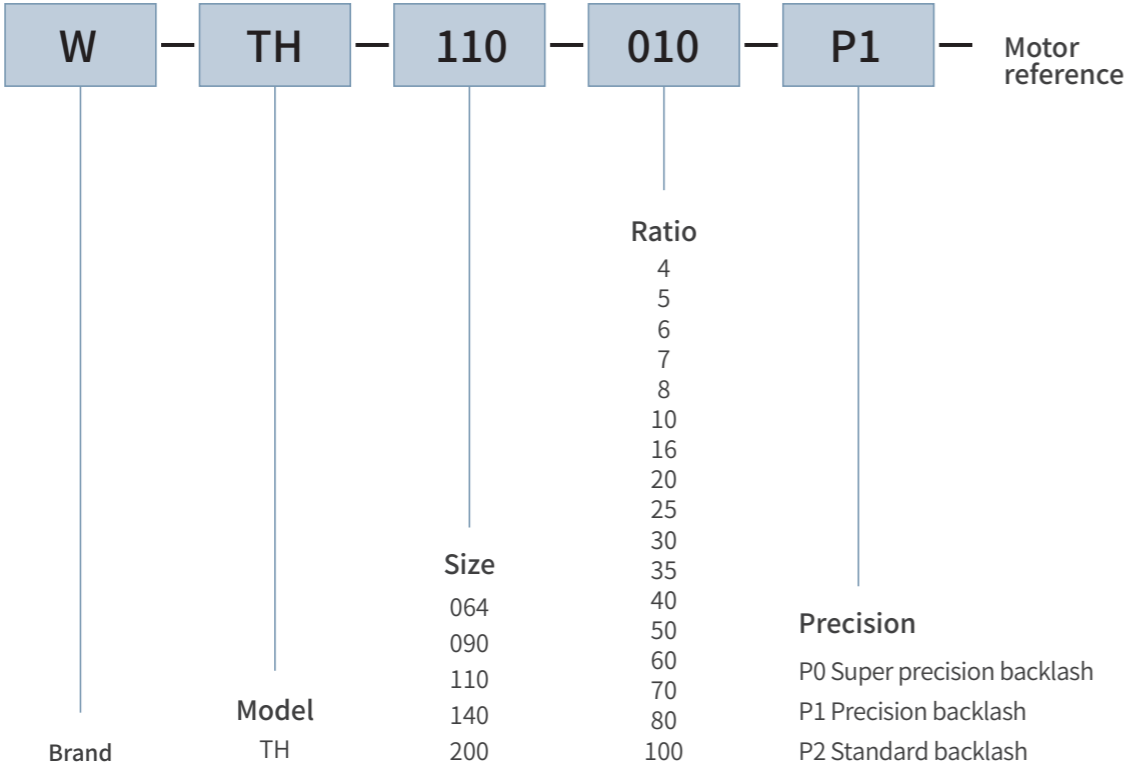 W — TH — 110 — 010 — P1 — Motor
reference
Ratio
4
5
6
7
8
10
16
20
25
30
35
40
50
60
70
80
100
Size
064
090
110
140
200
Precision
P0 Super precision backlash
P1 Precision backlash
P2 Standard backlash
Model
TH
Brand